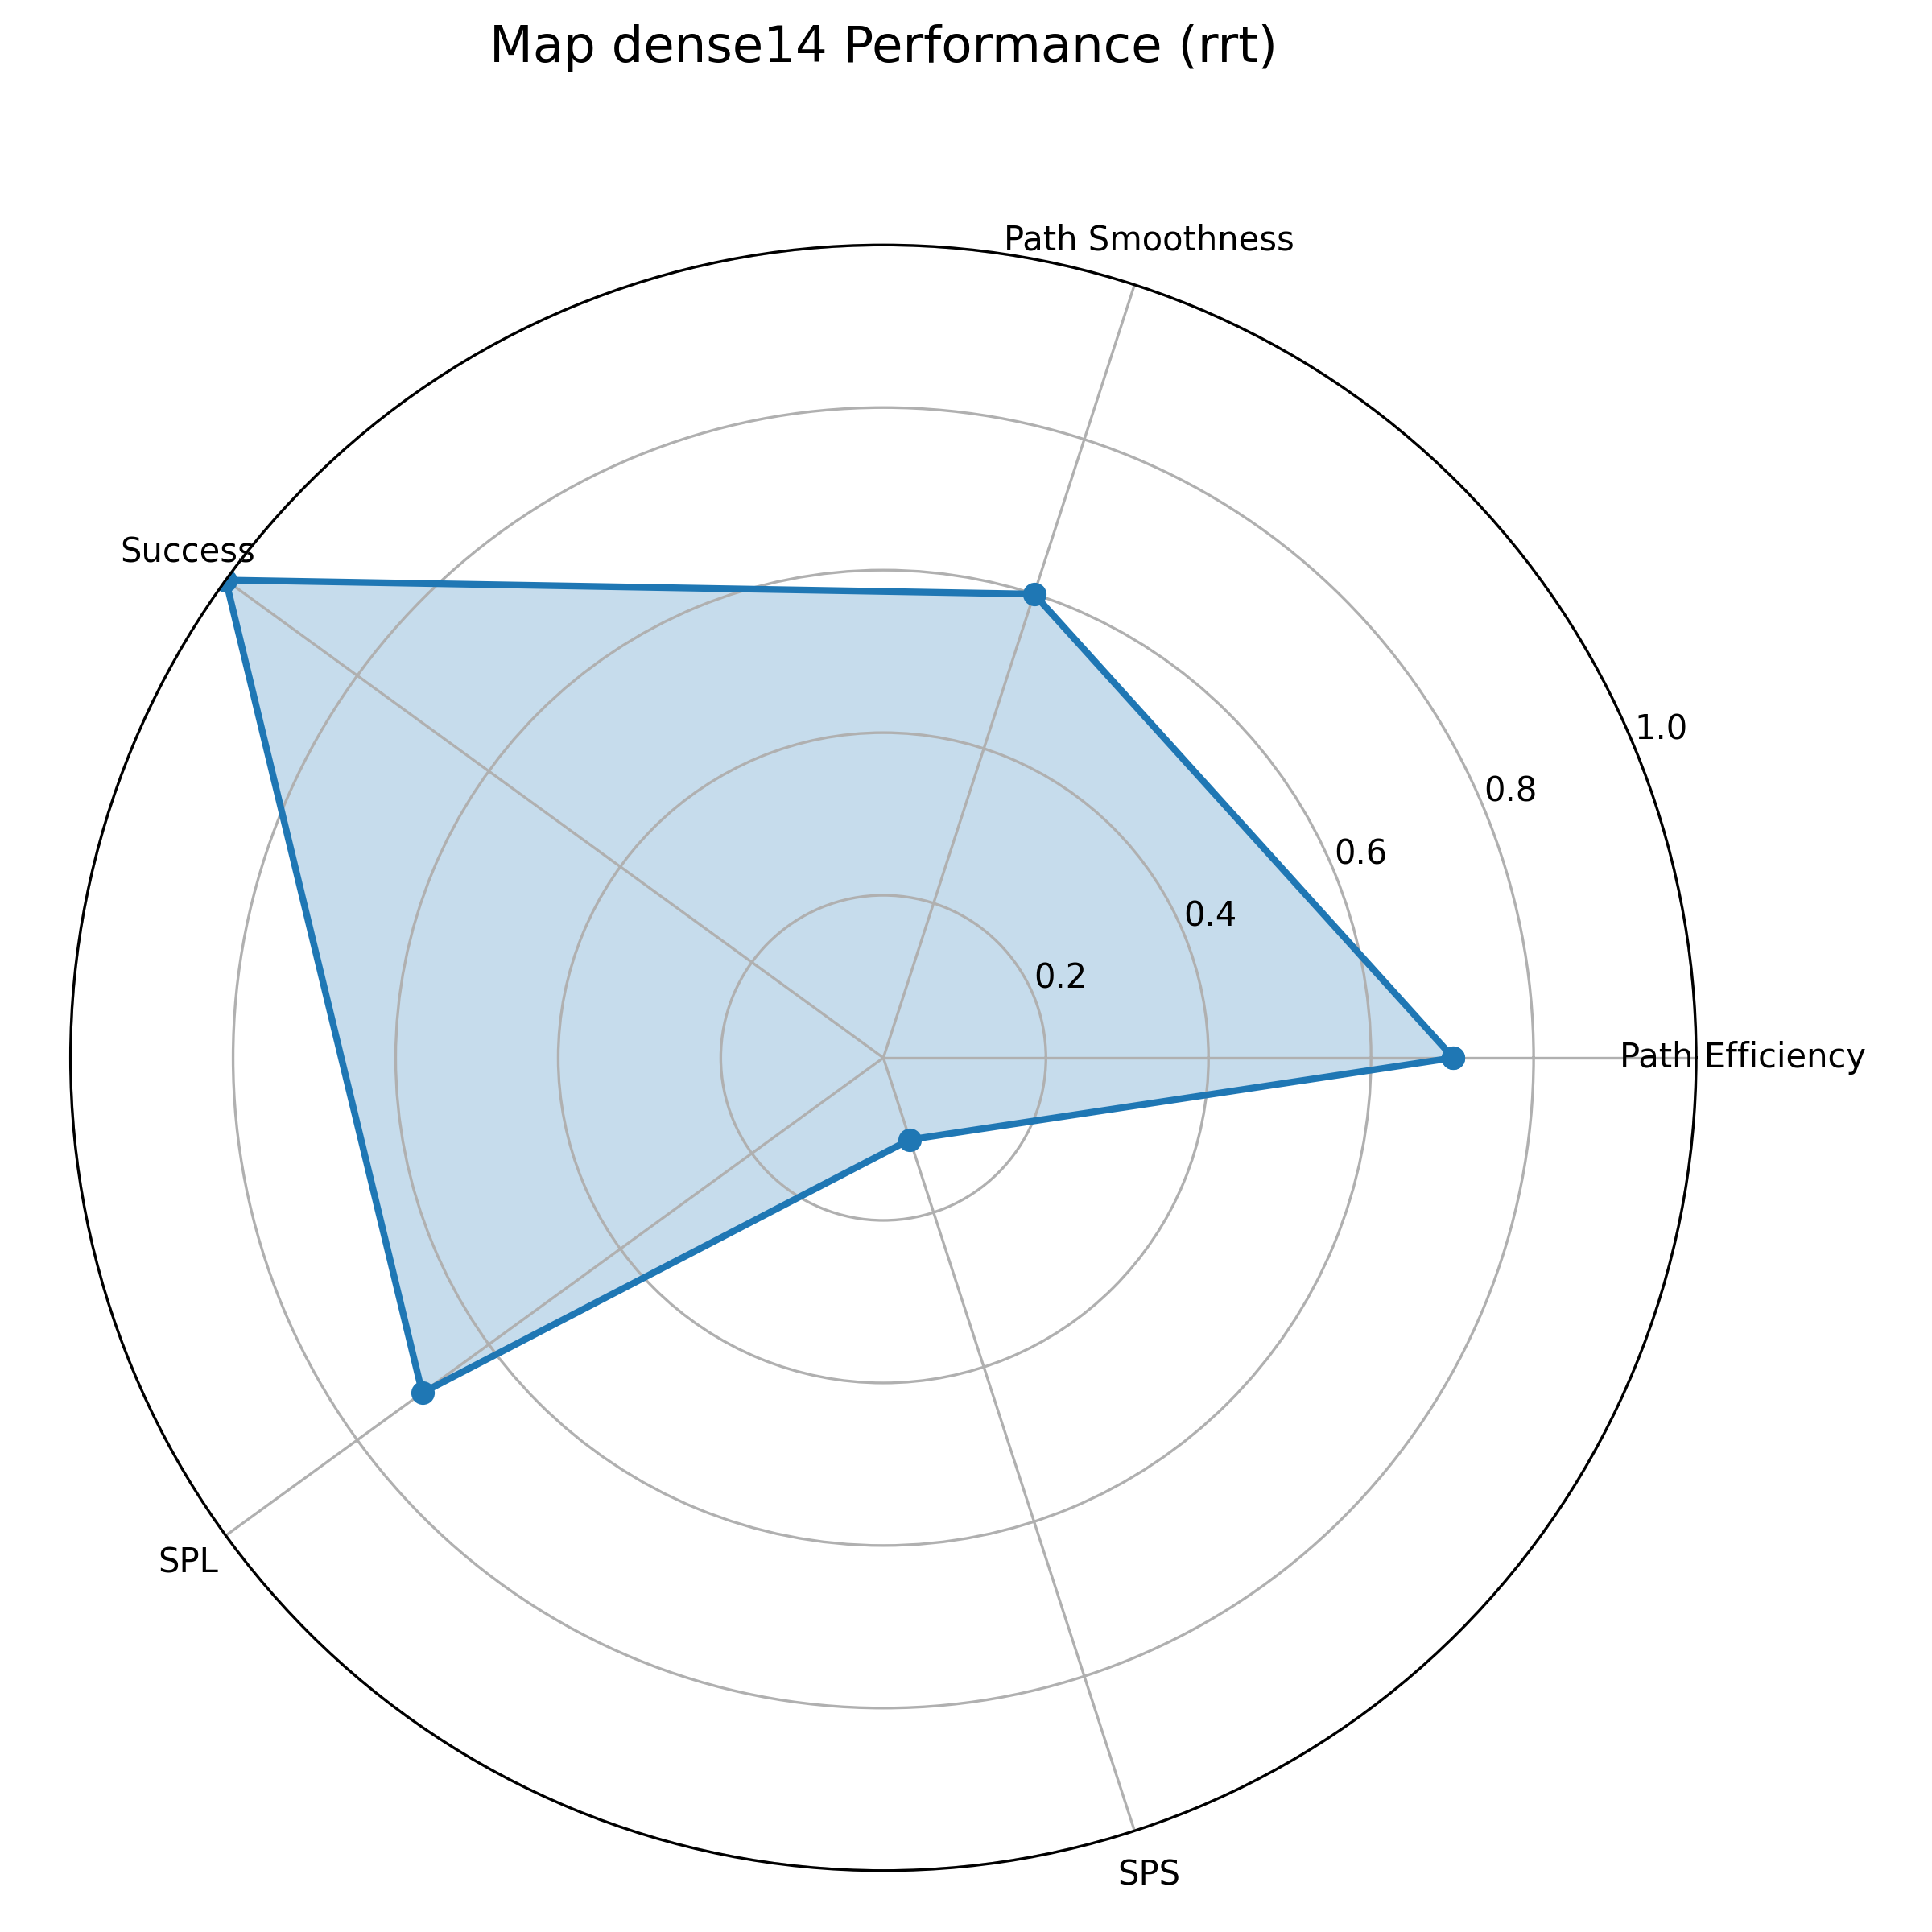 Map dense14 Performance (rrt)
Path Smoothness
Success
1.0
0.8
0.6
0.4
0.2
Path Efficiency
SPL
SPS